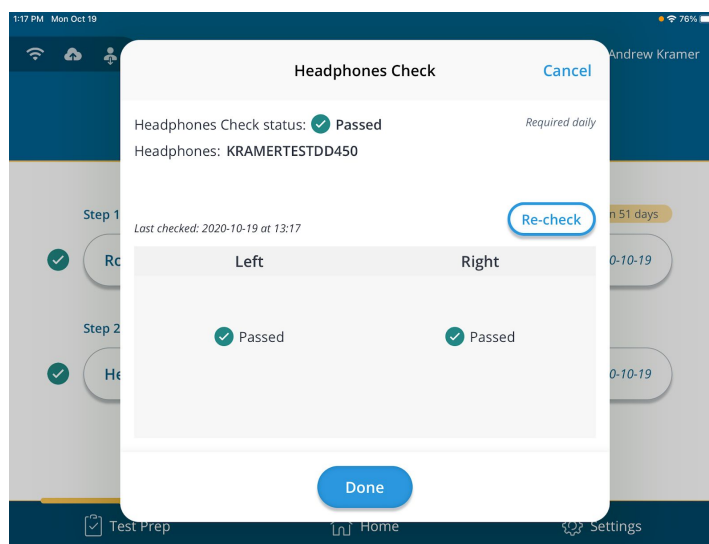 1:17 PM Mon Oct 19
76%
Andrew Kramer
Headphones Check
Cancel
Headphones Check status: Passed
Required daily
Headphones: KRAMERTESTDD450
Step 1
51 days
Last checked: 2020-10-19 at 13:17
Re-check
Left
Right
0-10-19
Passed
Passed
Step 2
0-10-19
Done
Test Prep
Home
Settings